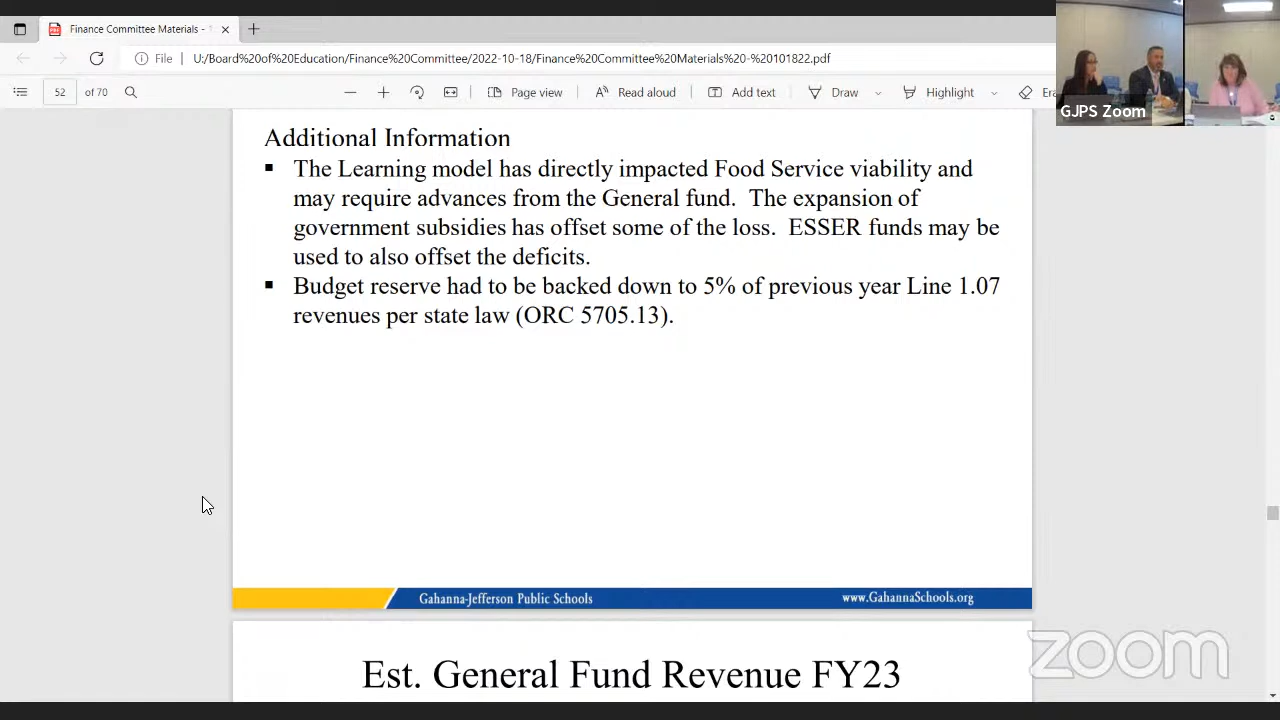 Finance Committee Materials -
File
U:/Board%20of%20Education/Finance%20Committee/2022-10-18/Finance%20Committee%20Materials%20-%20101822.pdf
52 of 70
Page view
Read aloud
Add text
Draw
Highlight
GJPS Zoom
Additional Information
The Learning model has directly impacted Food Service viability and
may require advances from the General fund. The expansion of
government subsidies has offset some of the loss. ESSER funds may be
used to also offset the deficits.
Budget reserve had to be backed down to 5% of previous year Line 1.07
revenues per state law (ORC 5705.13).
Gahanna-Jefferson Public Schools
www.GahannaSchools.org
Est. General Fund Revenue FY23
zoom